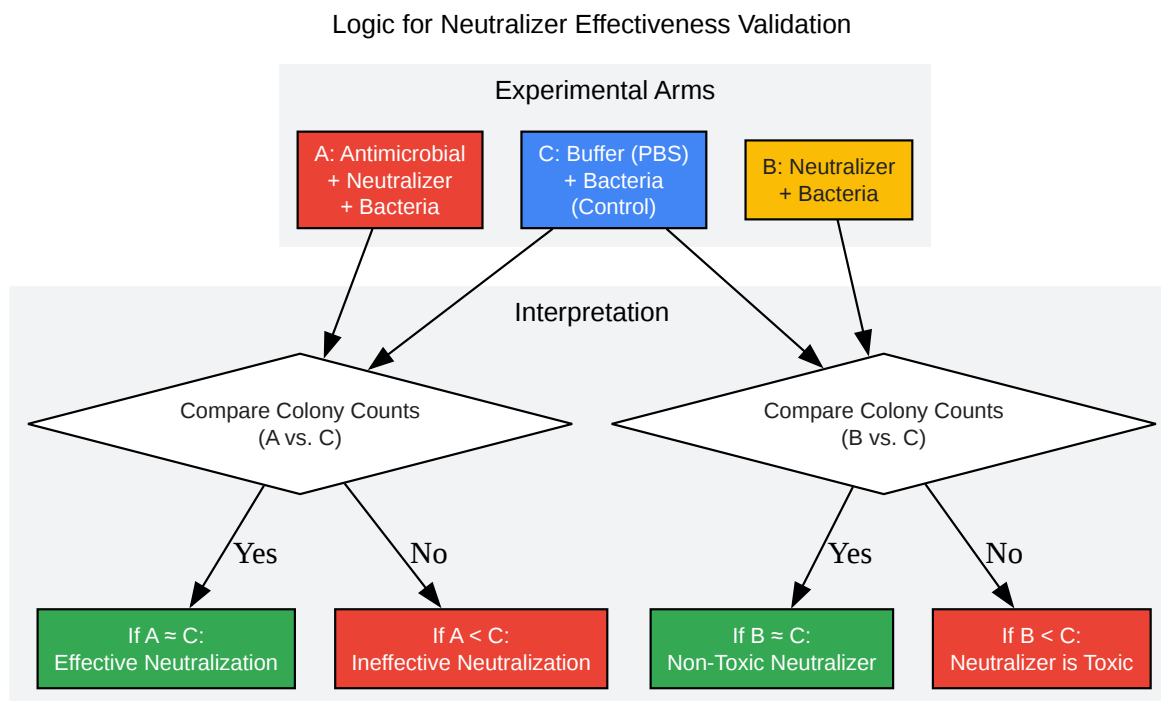 Logic for Neutralizer Effectiveness Validation
Experimental Arms
A: Antimicrobial
+ Neutralizer
+ Bacteria
C: Buffer (PBS)
+ Bacteria
(Control)
B: Neutralizer
+ Bacteria
Interpretation
Compare Colony Counts
(A vs. C)
Compare Colony Counts
(B vs. C)
Yes
No
Yes
No
If A ≈ C:
Effective Neutralization
If A < C:
Ineffective Neutralization
If B ≈ C:
Non-Toxic Neutralizer
If B < C:
Neutralizer is Toxic